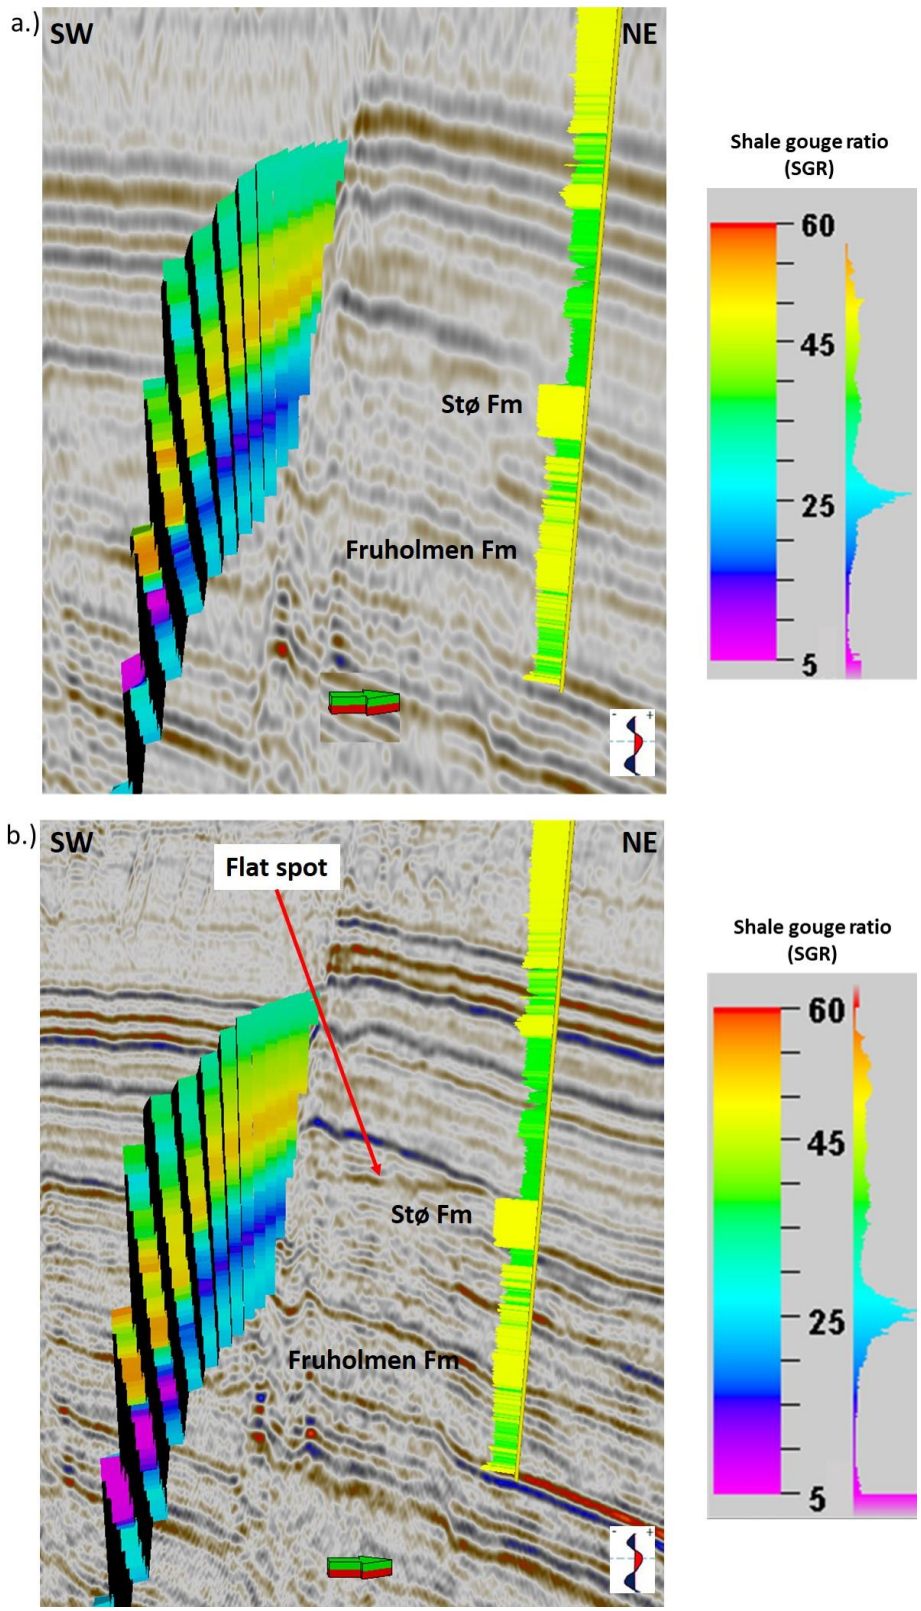 a.)
SW
NE
Shale gouge ratio
(SGR)
60
45
25
5
Stø Fm
Fruholmen Fm
- +
b.)
SW
NE
Flat spot
Shale gouge ratio
(SGR)
60
45
25
5
Stø Fm
Fruholmen Fm
- +